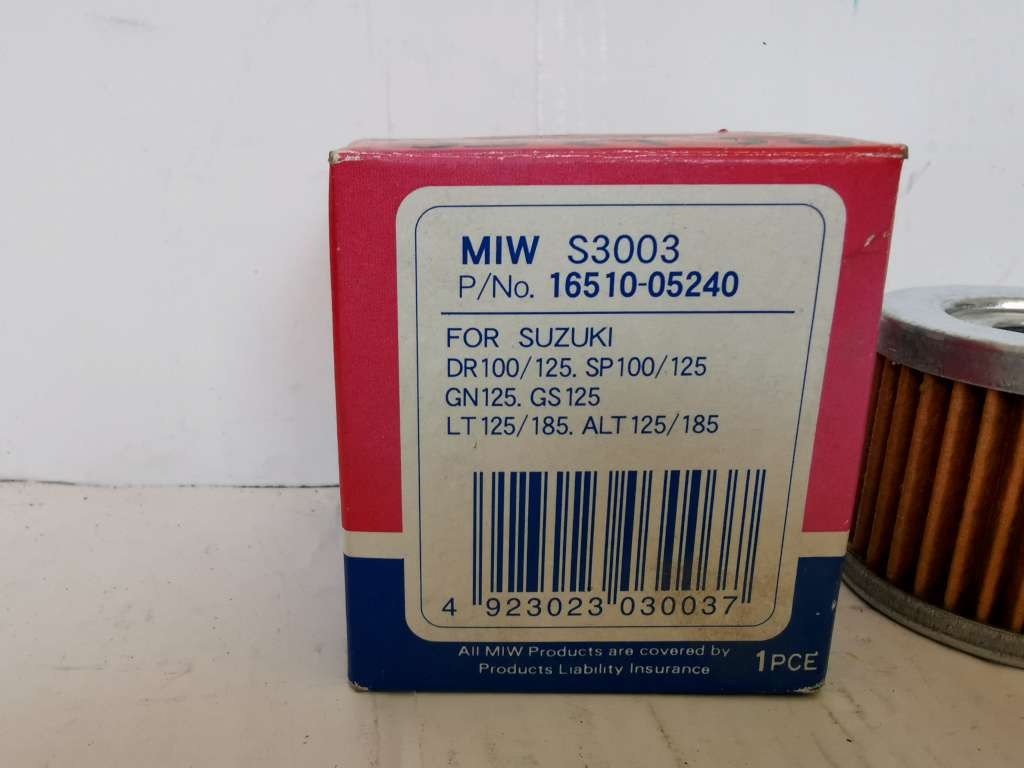 MIW S3003
P/No. 16510-05240
FOR SUZUKI
DR100/125. SP100/125
GN125. GS125
LT125/185. ALT125/185
4 923023 030037
All MIW Products are covered by
Products Liability Insurance
1PCE